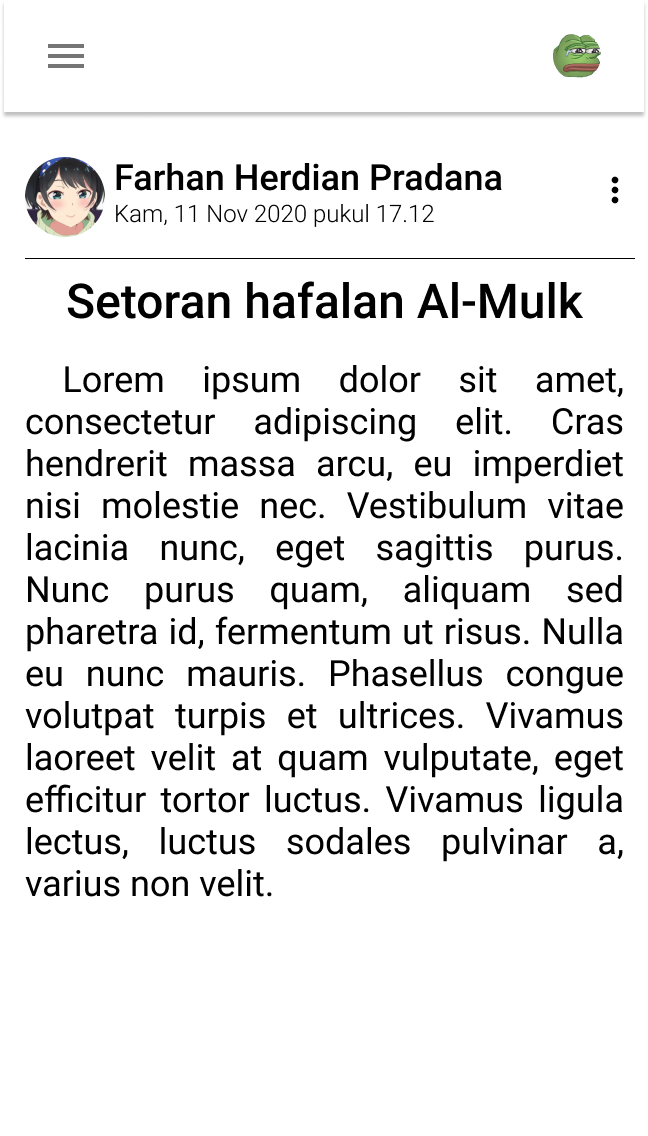 Farhan Herdian Pradana
Kam, 11 Nov 2020 pukul 17.12
Setoran hafalan Al-Mulk
Lorem ipsum dolor sit amet,
consectetur adipiscing elit. Cras
hendrerit massa arcu, eu imperdiet
nisi molestie nec. Vestibulum vitae
lacinia nunc, eget sagittis purus.
Nunc purus quam, aliquam sed
pharetra id, fermentum ut risus. Nulla
eu nunc mauris. Phasellus congue
volutpat turpis et ultrices. Vivamus
laoreet velit at quam vulputate, eget
efficitur tortor luctus. Vivamus ligula
lectus, luctus sodales pulvinar a,
varius non velit.